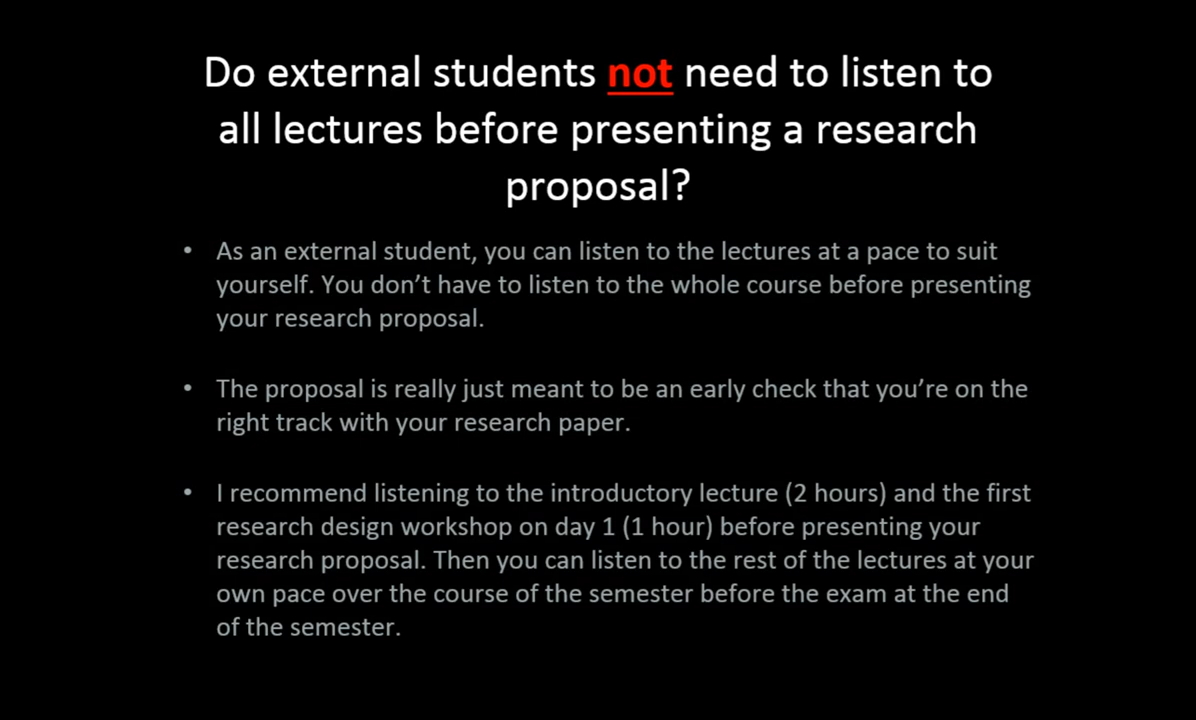 Do external students not need to listen to
all lectures before presenting a research
proposal?
• As an external student, you can listen to the lectures at a pace to suit
yourself. You don’t have to listen to the whole course before presenting
your research proposal.
• The proposal is really just meant to be an early check that you’re on the
right track with your research paper.
• I recommend listening to the introductory lecture (2 hours) and the first
research design workshop on day 1 (1 hour) before presenting your
research proposal. Then you can listen to the rest of the lectures at your
own pace over the course of the semester before the exam at the end
of the semester.